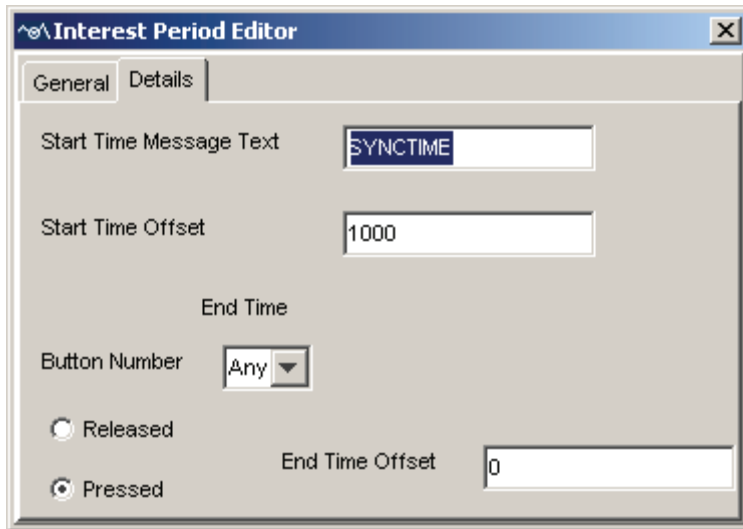 Interest Period Editor
General Details
Start Time Message Text SYNCTIME
Start Time Offset 1000
End Time
Button Number Any
Released
End Time Offset 0
Pressed